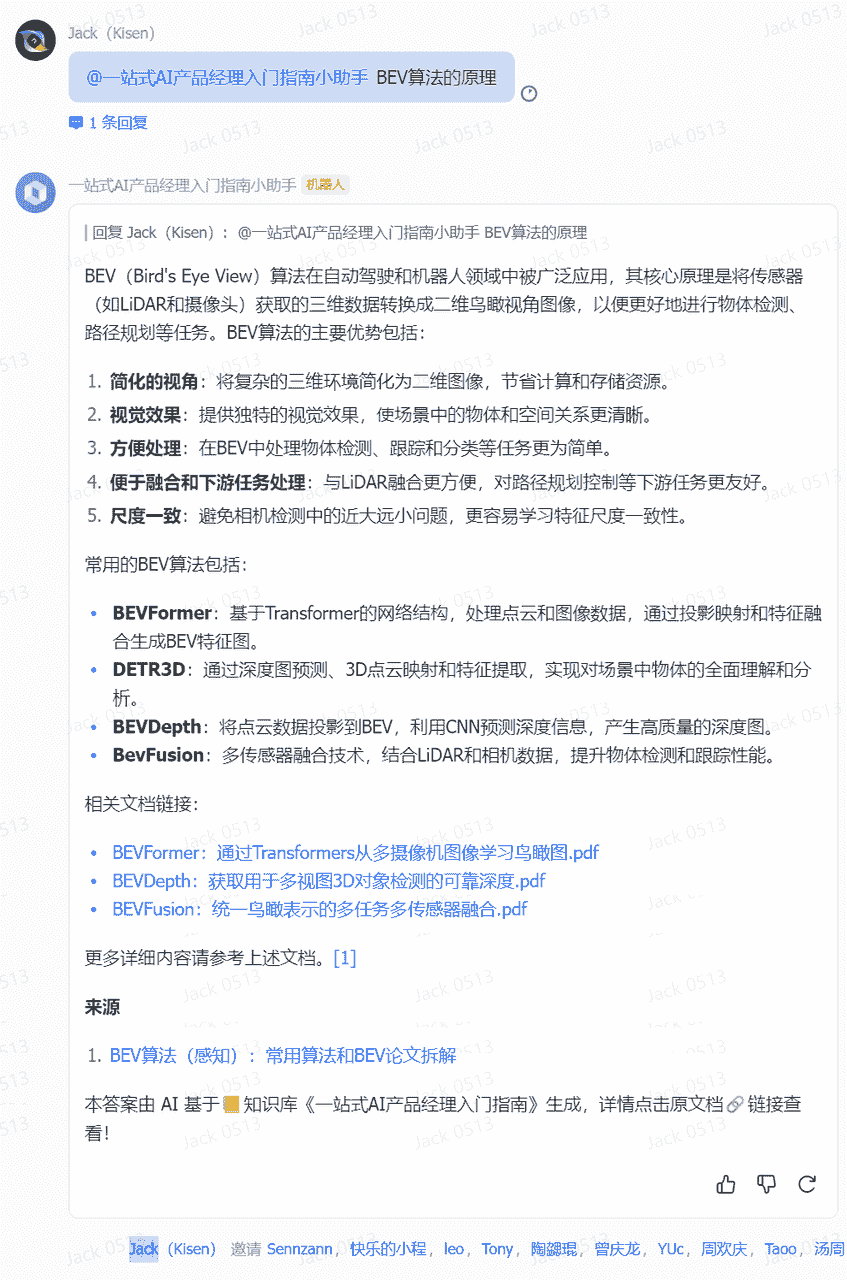 Jack（Kisen）
@一站式AI产品经理入门指南小助手 BEV算法的原理
1 条回复
一站式AI产品经理入门指南小助手 机器人
回复 Jack（Kisen）：@一站式AI产品经理入门指南小助手 BEV算法的原理
BEV（Bird's Eye View）算法在自动驾驶和机器人领域中被广泛应用，其核心原理是将传感器
（如LiDAR和摄像头）获取的三维数据转换成二维鸟瞰视角图像，以便更好地进行物体检测、
路径规划等任务。BEV算法的主要优势包括：
1. 简化的视角：将复杂的三维环境简化为二维图像，节省计算和存储资源。
2. 视觉效果：提供独特的视觉效果，使场景中的物体和空间关系更清晰。
3. 方便处理：在BEV中处理物体检测、跟踪和分类等任务更为简单。
4. 便于融合和下游任务处理：与LiDAR融合更方便，对路径规划控制等下游任务更友好。
5. 尺度一致：避免相机检测中的近大远小问题，更容易学习特征尺度一致性。
常用的BEV算法包括：
• BEVFormer：基于Transformer的网络结构，处理点云和图像数据，通过投影映射和特征融
合生成BEV特征图。
• DETR3D：通过深度图预测、3D点云映射和特征提取，实现对场景中物体的全面理解和分
析。
• BEVDepth：将点云数据投影到BEV，利用CNN预测深度信息，产生高质量的深度图。
• BevFusion：多传感器融合技术，结合LiDAR和相机数据，提升物体检测和跟踪性能。
相关文档链接：
• BEVFormer：通过Transformers从多摄像机图像学习鸟瞰图.pdf
• BEVDepth：获取用于多视图3D对象检测的可靠深度.pdf
• BEVFusion：统一鸟瞰表示的多任务多传感器融合.pdf
更多详细内容请参考上述文档。[1]
来源
1. BEV算法（感知）：常用算法和BEV论文拆解
本答案由 AI 基于 知识库《一站式AI产品经理入门指南》生成，详情点击原文档 链接查
看！
Jack（Kisen） 邀请 Sennzann，快乐的小程，leo，Tony，陶勰琨，曾庆龙，YUc，周欢庆，Taoo，汤周
Jack 0513